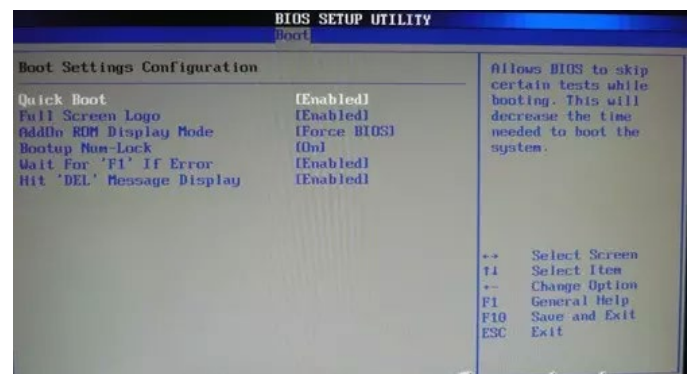 BIOS SETUP UTILITY
Boot
Boot Settings Configuration
Quick Boot [Enabled]
Full Screen Logo [Enabled]
AddOn ROM Display Mode [Force BIOS]
Bootup Num-Lock [On]
Wait For 'F1' If Error [Enabled]
Hit 'DEL' Message Display [Enabled]
Allows BIOS to skip
certain tests while
booting. This will
decrease the time
needed to boot the
system.
↔ Select Screen
↑↓ Select Item
+- Change Option
F1 General Help
F10 Save and Exit
ESC Exit